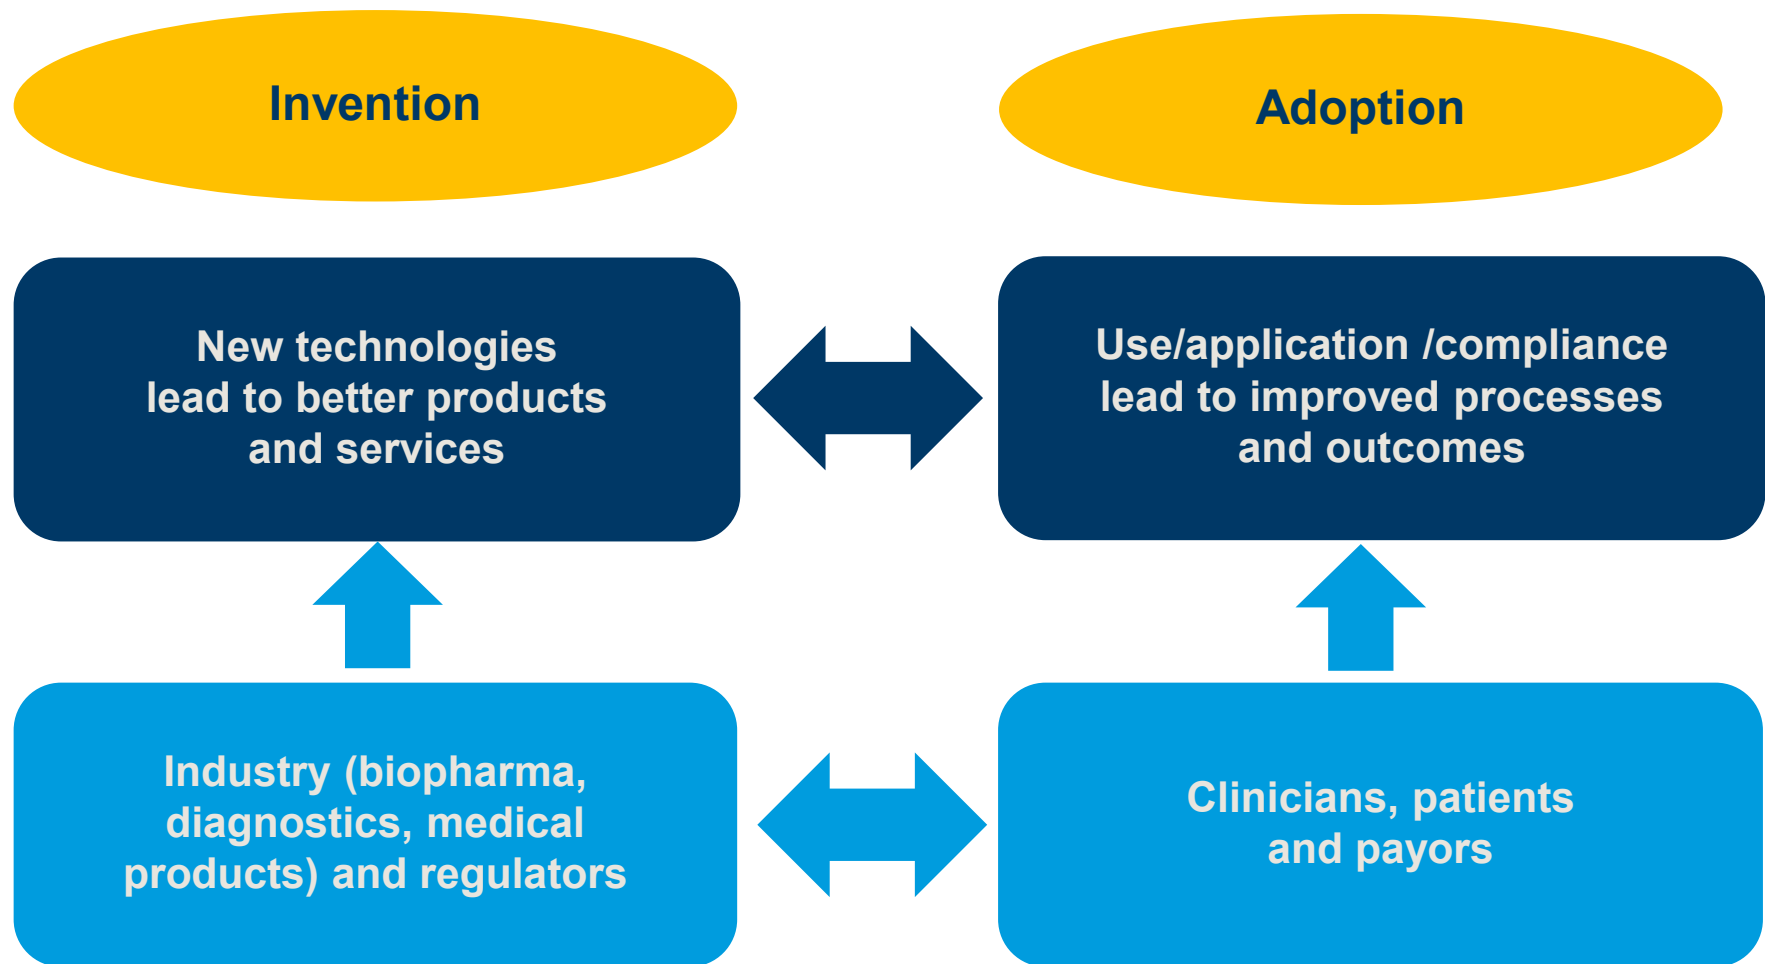 Invention
Adoption
New technologies
lead to better products
and services
Use/application /compliance
lead to improved processes
and outcomes
Industry (biopharma,
diagnostics, medical
products) and regulators
Clinicians, patients
and payors